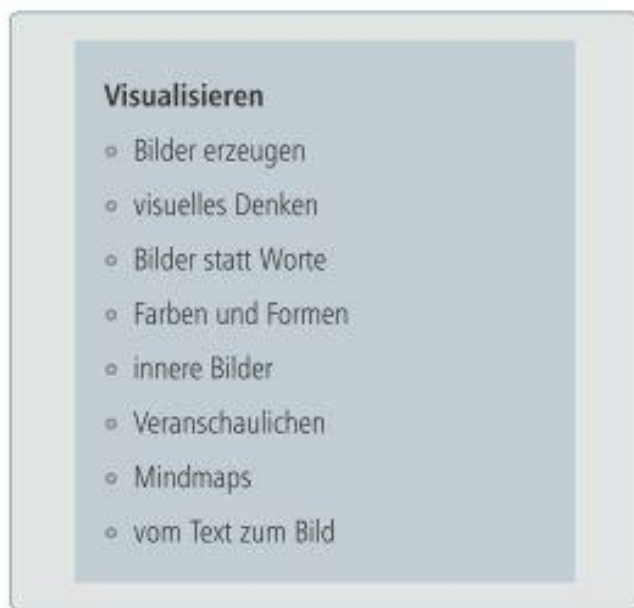 Visualisieren
◦ Bilder erzeugen
◦ visuelles Denken
◦ Bilder statt Worte
◦ Farben und Formen
◦ innere Bilder
◦ Veranschaulichen
◦ Mindmaps
◦ vom Text zum Bild